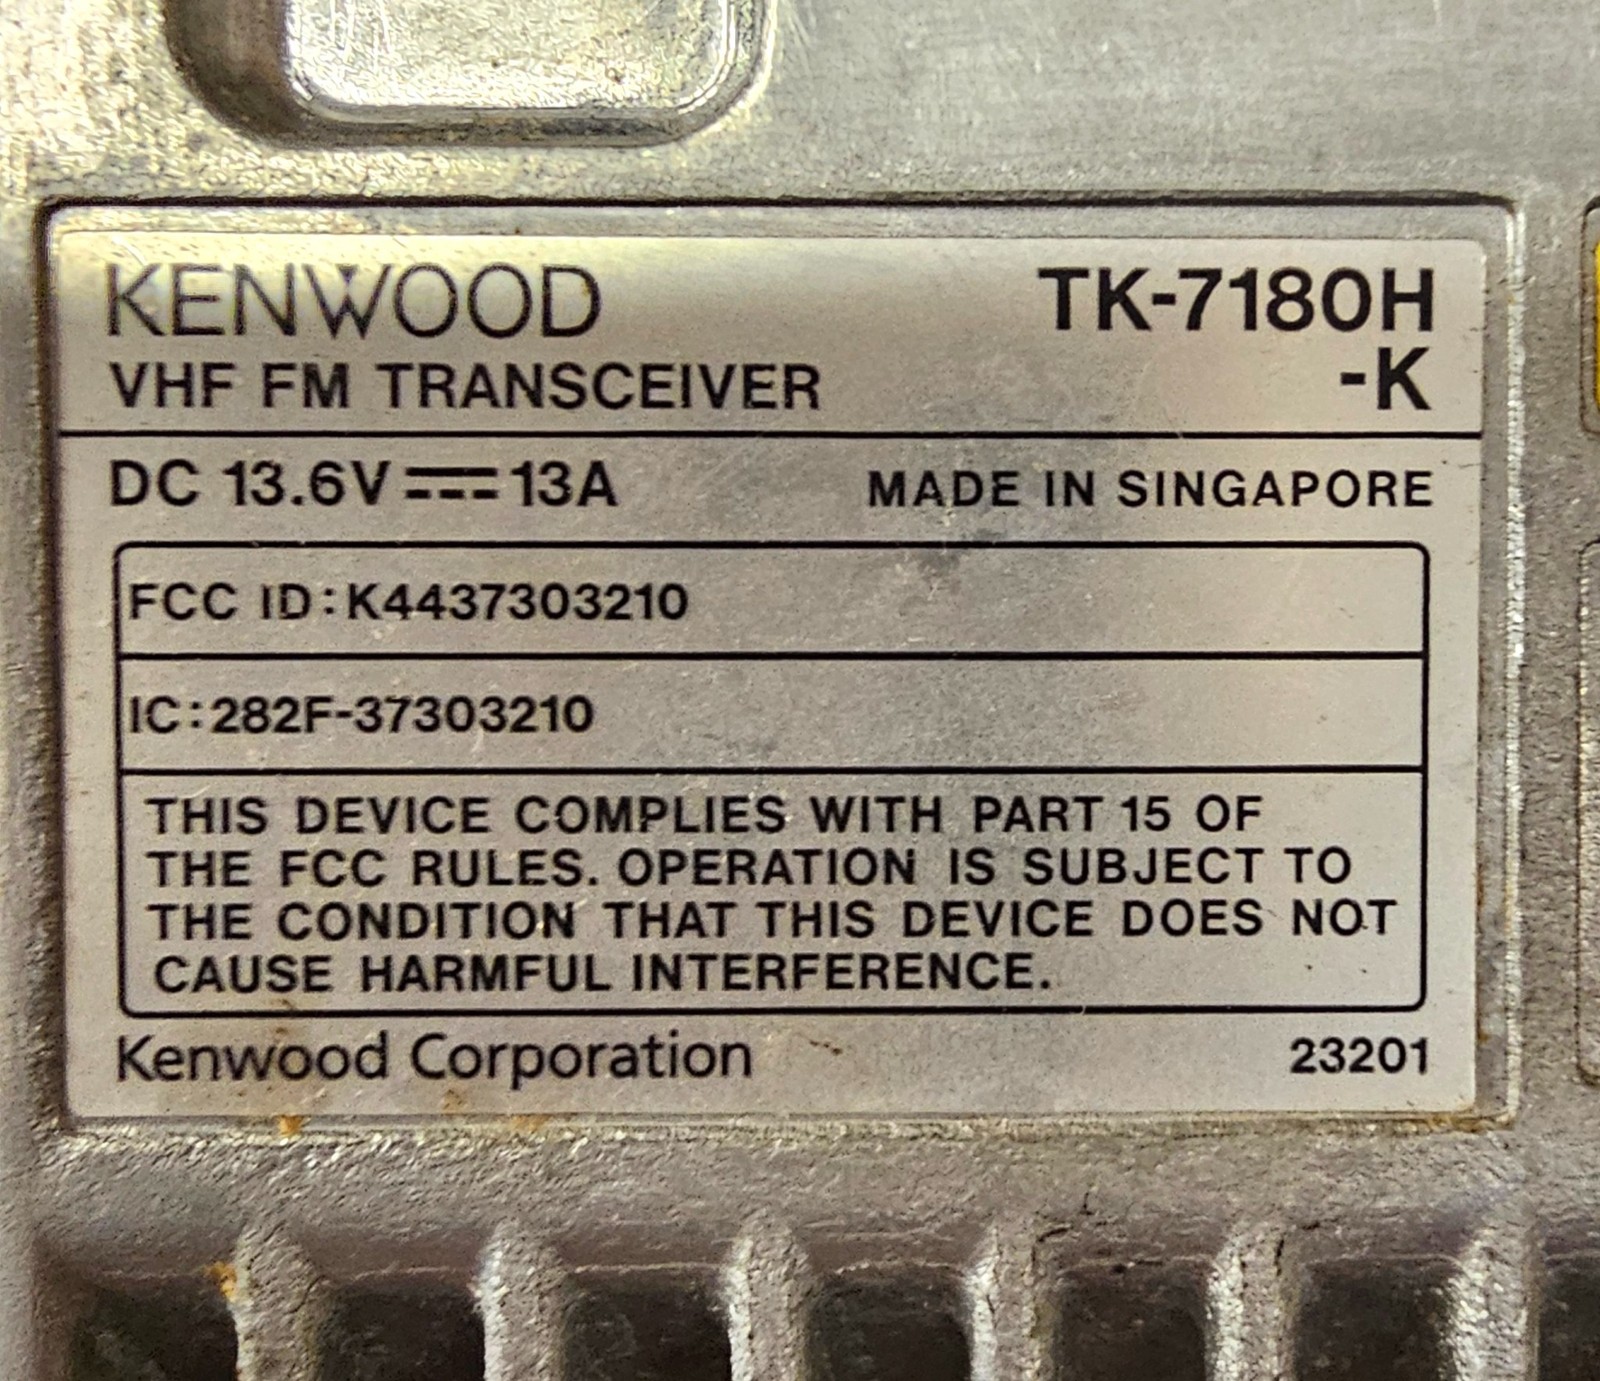 KENWOOD TK-7180H
VHF FM TRANSCEIVER -K
DC 13.6V ⎓ 13A MADE IN SINGAPORE
FCC ID:K4437303210
IC:282F-37303210
THIS DEVICE COMPLIES WITH PART 15 OF
THE FCC RULES. OPERATION IS SUBJECT TO
THE CONDITION THAT THIS DEVICE DOES NOT
CAUSE HARMFUL INTERFERENCE.
Kenwood Corporation 23201